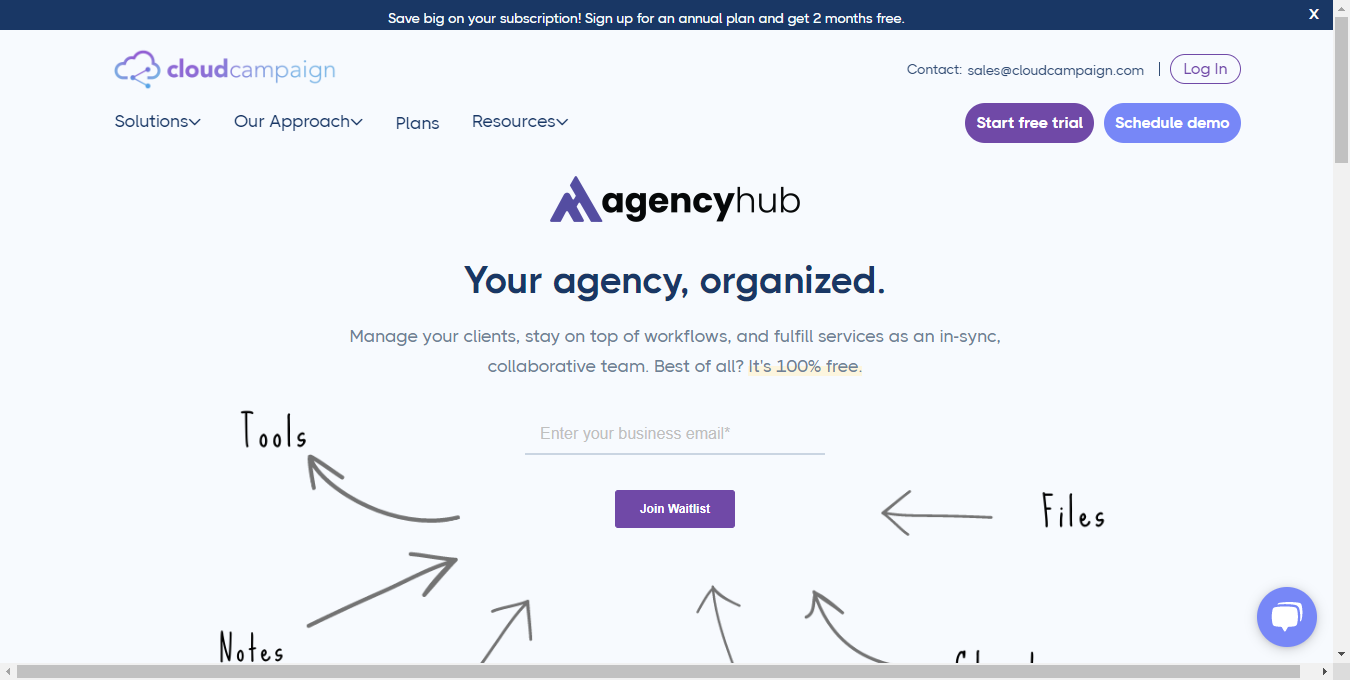 Save big on your subscription! Sign up for an annual plan and get 2 months free.
X
cloudcampaign
Contact: sales@cloudcampaign.com | Log In
Solutions Our Approach Plans Resources
Start free trial Schedule demo
agencyhub
Your agency, organized.
Manage your clients, stay on top of workflows, and fulfill services as an in-sync,
collaborative team. Best of all? It's 100% free.
Tools
Enter your business email*
Join Waitlist
Files
Notes